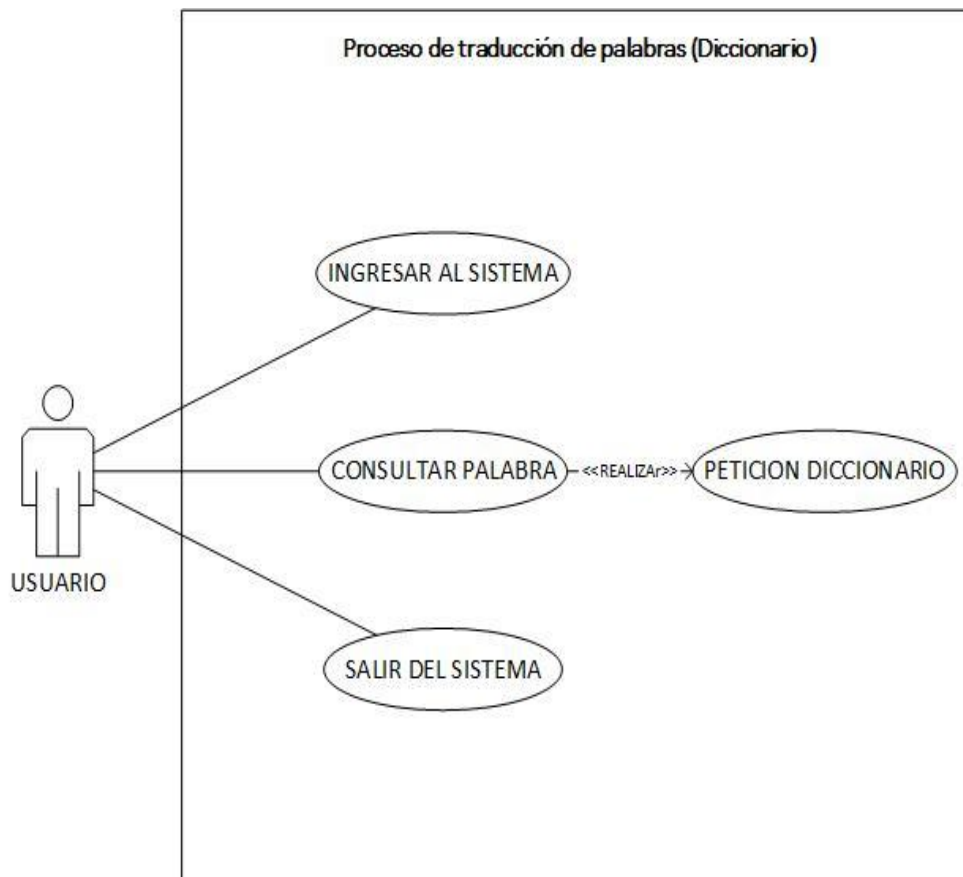 Proceso de traducción de palabras (Diccionario)
INGRESAR AL SISTEMA
CONSULTAR PALABRA
<<REALIZAr>>
PETICION DICCIONARIO
USUARIO
SALIR DEL SISTEMA